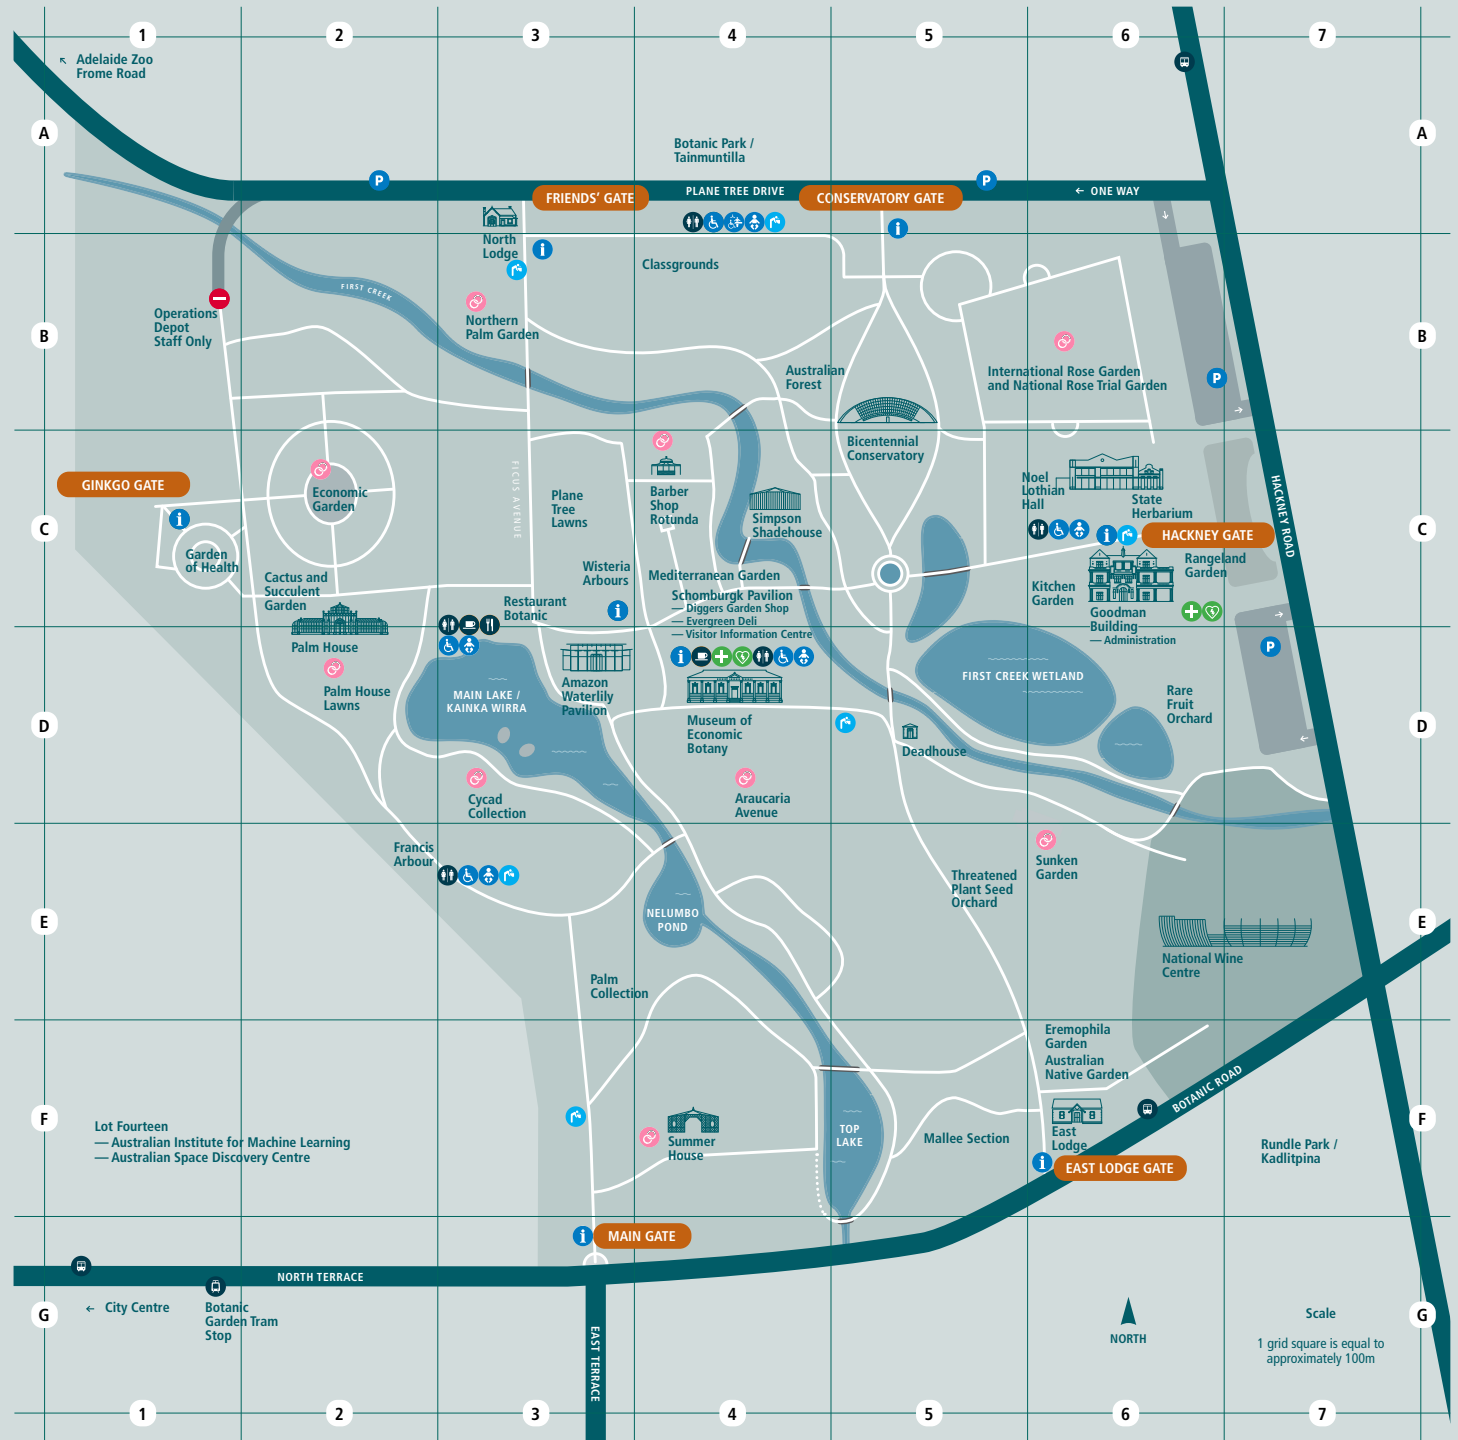 1 2 3 4 5 6 7
Adelaide Zoo
Frome Road
A
A
Botanic Park /
Tainmuntilla
P
P
FRIENDS' GATE
PLANE TREE DRIVE
CONSERVATORY GATE
← ONE WAY
North
Lodge
i
i
Classgrounds
FIRST CREEK
Operations
Depot
Staff Only
Northern
Palm Garden
B
B
Australian
Forest
International Rose Garden
and National Rose Trial Garden
P
Bicentennial
Conservatory
GINKGO GATE
i
Economic
Garden
FICUS AVENUE
Plane
Tree
Lawns
Barber
Shop
Rotunda
Simpson
Shadehouse
Noel
Lothian
Hall
State
Herbarium
HACKNEY ROAD
C
C
i
HACKNEY GATE
Garden
of Health
Wisteria
Arbours
Mediterranean Garden
Rangeland
Garden
Cactus and
Succulent
Garden
Restaurant
Botanic
i
Schomburgk Pavilion
— Diggers Garden Shop
— Evergreen Deli
— Visitor Information Centre
Kitchen
Garden
Goodman
Building
— Administration
Palm House
i
P
Palm House
Lawns
MAIN LAKE /
KAINKA WIRRA
Amazon
Waterlily
Pavilion
FIRST CREEK WETLAND
Rare
Fruit
Orchard
D
D
Museum of
Economic
Botany
Deadhouse
Cycad
Collection
Araucaria
Avenue
Francis
Arbour
Sunken
Garden
Threatened
Plant Seed
Orchard
E
E
NELUMBO
POND
National Wine
Centre
Palm
Collection
Eremophila
Garden
Australian
Native Garden
BOTANIC ROAD
F
F
Lot Fourteen
— Australian Institute for Machine Learning
— Australian Space Discovery Centre
Summer
House
TOP
LAKE
Mallee Section
East
Lodge
Rundle Park /
Kadlitpina
i
EAST LODGE GATE
i
MAIN GATE
NORTH TERRACE
← City Centre
Botanic
Garden Tram
Stop
G
G
EAST TERRACE
NORTH
Scale
1 grid square is equal to
approximately 100m
1 2 3 4 5 6 7